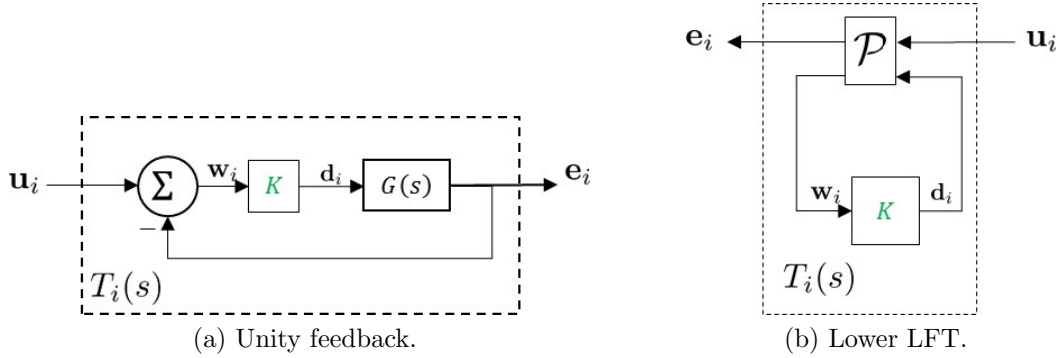 u_i
Σ
w_i
K
d_i
G(s)
e_i
−
T_i(s)
(a) Unity feedback.
e_i
𝒫
u_i
w_i
K
d_i
T_i(s)
(b) Lower LFT.